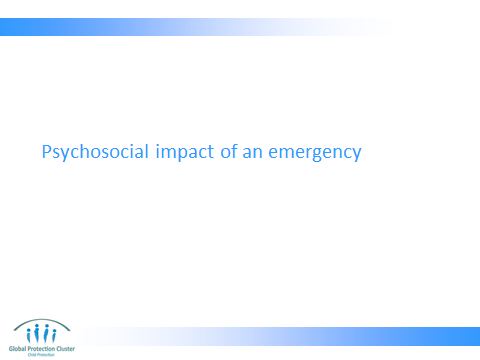 Psychosocial impact of an emergency
Global Protection Cluster
Child Protection